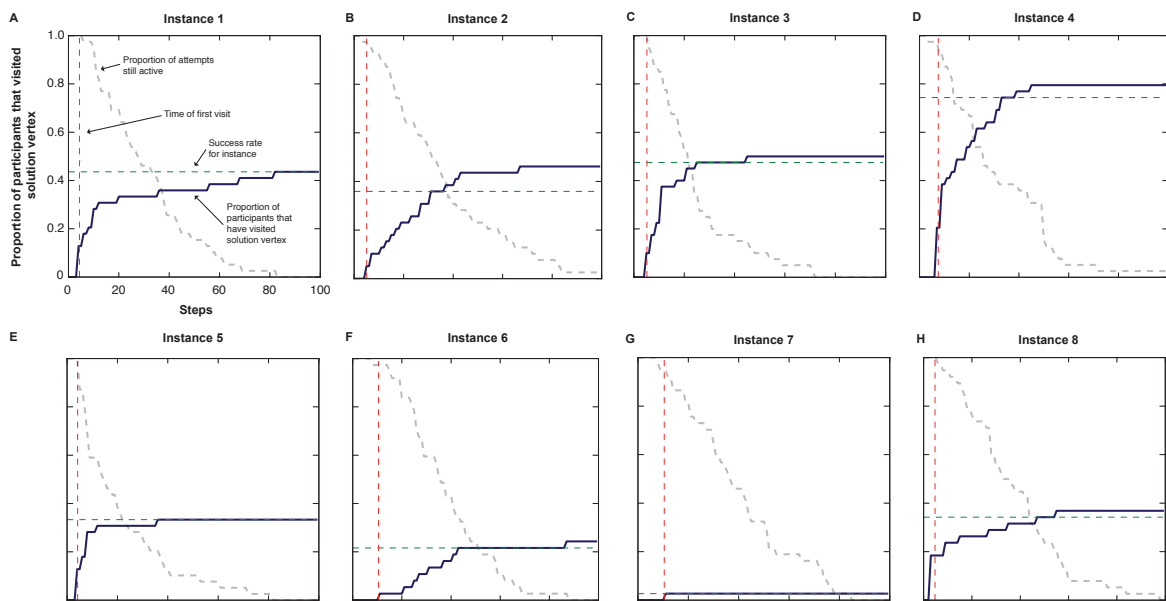 A
Instance 1
B
Instance 2
C
Instance 3
D
Instance 4
Proportion of participants that visited
solution vertex
1.0
0.8
0.6
0.4
0.2
0
Proportion of attempts
still active
Time of first visit
Success rate
for instance
Proportion of
participants that
have visited
solution vertex
0
20
40
60
80
100
Steps
E
Instance 5
F
Instance 6
G
Instance 7
H
Instance 8